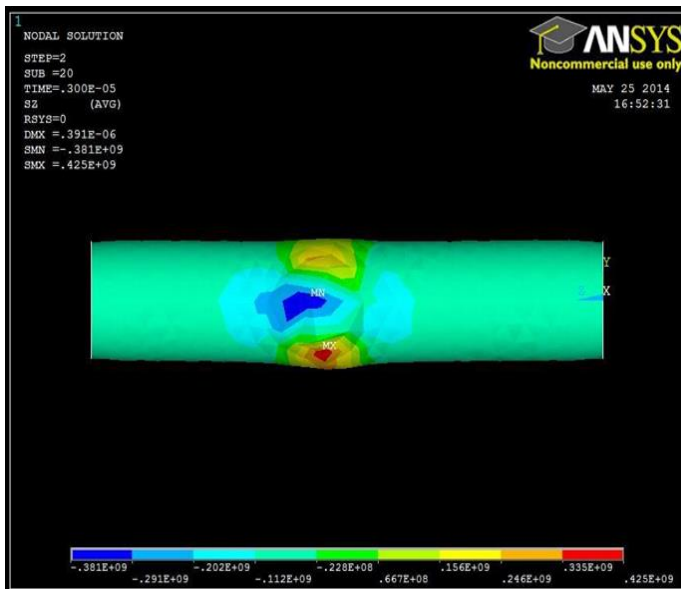 1
NODAL SOLUTION
STEP=2
SUB =20
TIME=.300E-05
SZ (AVG)
RSYS=0
DMX =.391E-06
SMN =-.381E+09
SMX =.425E+09
ANSYS
Noncommercial use only
MAY 25 2014
16:52:31
MN
MX
Y
Z X
-.381E+09 -.202E+09 -.228E+08 .156E+09 .335E+09
-.291E+09 -.112E+09 .667E+08 .246E+09 .425E+09